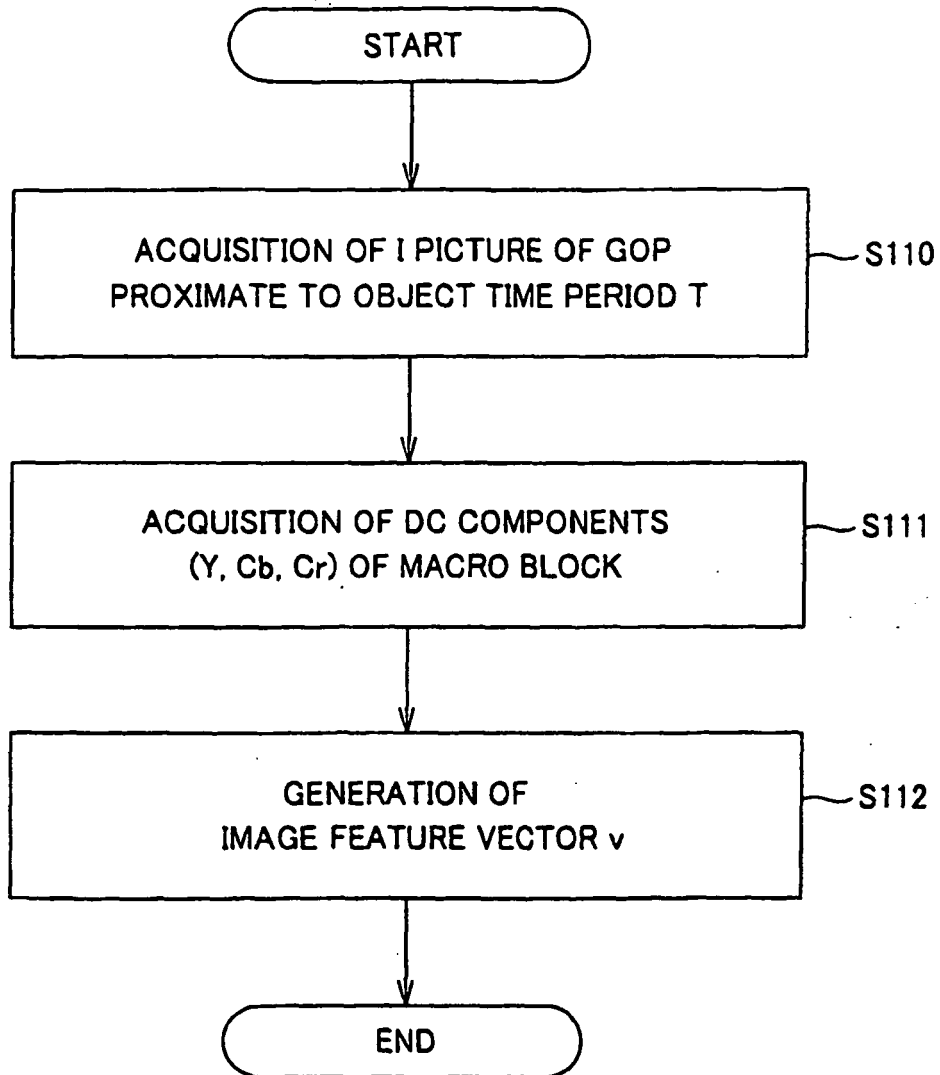 START
ACQUISITION OF I PICTURE OF GOP
PROXIMATE TO OBJECT TIME PERIOD T
S110
ACQUISITION OF DC COMPONENTS
(Y, Cb, Cr) OF MACRO BLOCK
S111
GENERATION OF
IMAGE FEATURE VECTOR v
S112
END